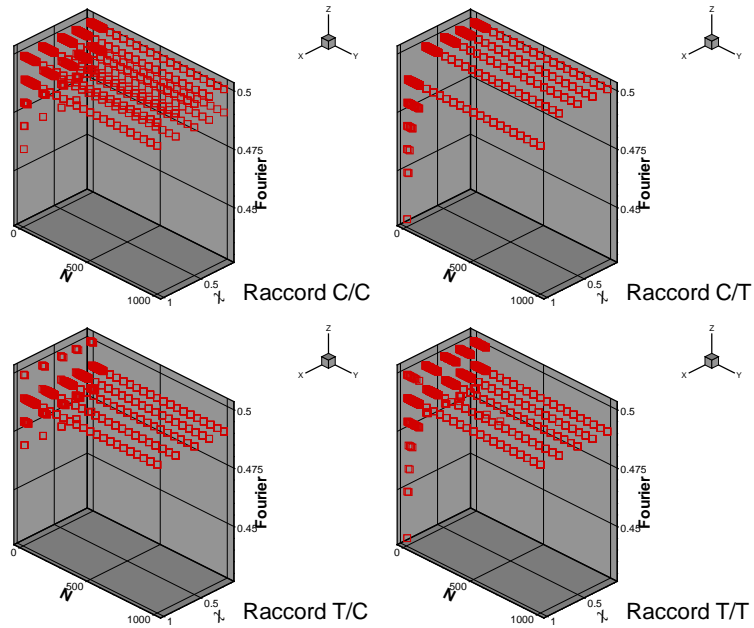 Z
X
Y
0.5
0.475
0.45
Fourier
0
500
1000
N
0.5
1
χ
Raccord C/C
Z
X
Y
0.5
0.475
0.45
Fourier
0
500
1000
N
0.5
1
χ
Raccord C/T
Z
X
Y
0.5
0.475
0.45
Fourier
0
500
1000
N
0.5
1
χ
Raccord T/C
Z
X
Y
0.5
0.475
0.45
Fourier
0
500
1000
N
0.5
1
χ
Raccord T/T